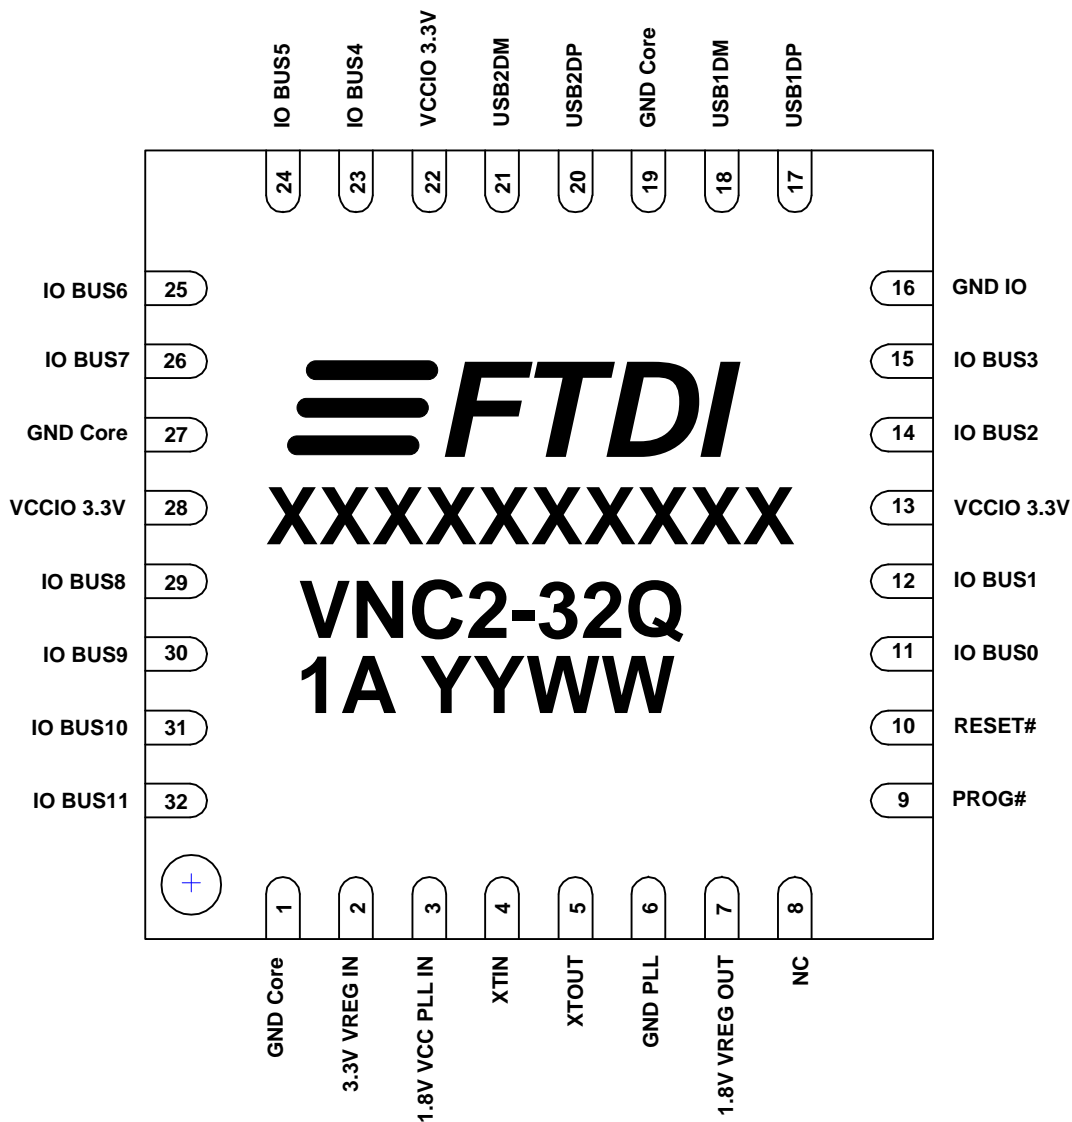 IO BUS5
IO BUS4
VCCIO 3.3V
USB2DM
USB2DP
GND Core
USB1DM
USB1DP
24
23
22
21
20
19
18
17
IO BUS6 25
IO BUS7 26
GND Core 27
VCCIO 3.3V 28
IO BUS8 29
IO BUS9 30
IO BUS10 31
IO BUS11 32
FTDI
XXXXXXXXXX
VNC2-32Q
1A YYWW
16 GND IO
15 IO BUS3
14 IO BUS2
13 VCCIO 3.3V
12 IO BUS1
11 IO BUS0
10 RESET#
9 PROG#
1
2
3
4
5
6
7
8
GND Core
3.3V VREG IN
1.8V VCC PLL IN
XTIN
XTOUT
GND PLL
1.8V VREG OUT
NC